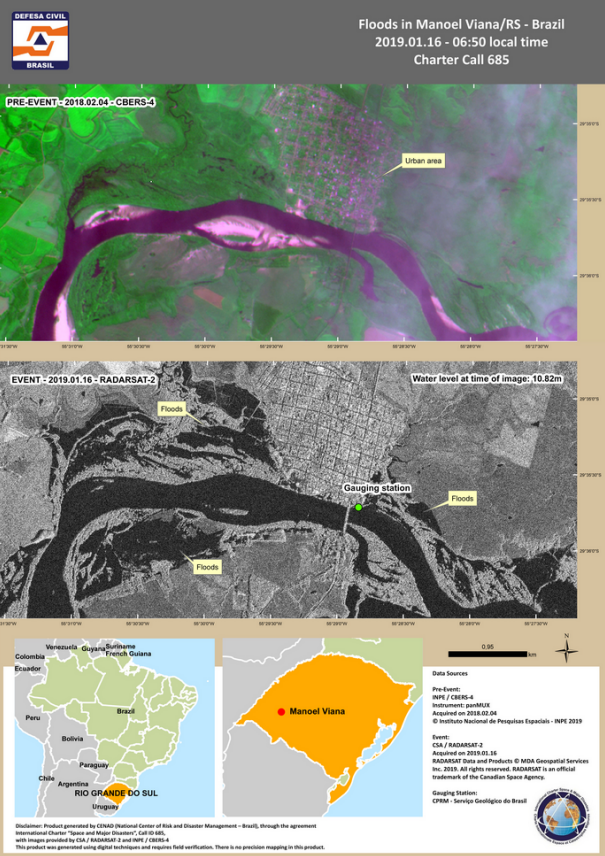 DEFESA CIVIL
BRASIL
Floods in Manoel Viana/RS - Brazil
2019.01.16 - 06:50 local time
Charter Call 685
PRE-EVENT - 2018.02.04 - CBERS-4
Urban area
EVENT - 2019.01.16 - RADARSAT-2
Water level at time of image: 10.82m
Floods
Gauging station
Floods
Floods
0.95
km
N
Venezuela
Guyana
Suriname
French Guiana
Colombia
Ecuador
Peru
Brazil
Bolivia
Paraguay
Chile
Argentina
RIO GRANDE DO SUL
Uruguay
Manoel Viana
Data Sources
Pre-Event:
INPE / CBERS-4
Instrument: panMUX
Acquired on 2018.02.04
© Instituto Nacional de Pesquisas Espaciais - INPE 2019
Event:
CSA / RADARSAT-2
Acquired on 2019.01.16
RADARSAT Data and Products © MDA Geospatial Services
Inc. 2019. All rights reserved. RADARSAT is an official
trademark of the Canadian Space Agency.
Gauging Station:
CPRM - Serviço Geológico do Brasil
Disclaimer: Product generated by CENAD (National Center of Risk and Disaster Management – Brazil), through the agreement
International Charter "Space and Major Disasters", Call ID 685,
with images provided by CSA / RADARSAT-2 and INPE / CBERS-4
This product was generated using digital techniques and requires field verification. There is no precision mapping in this product.